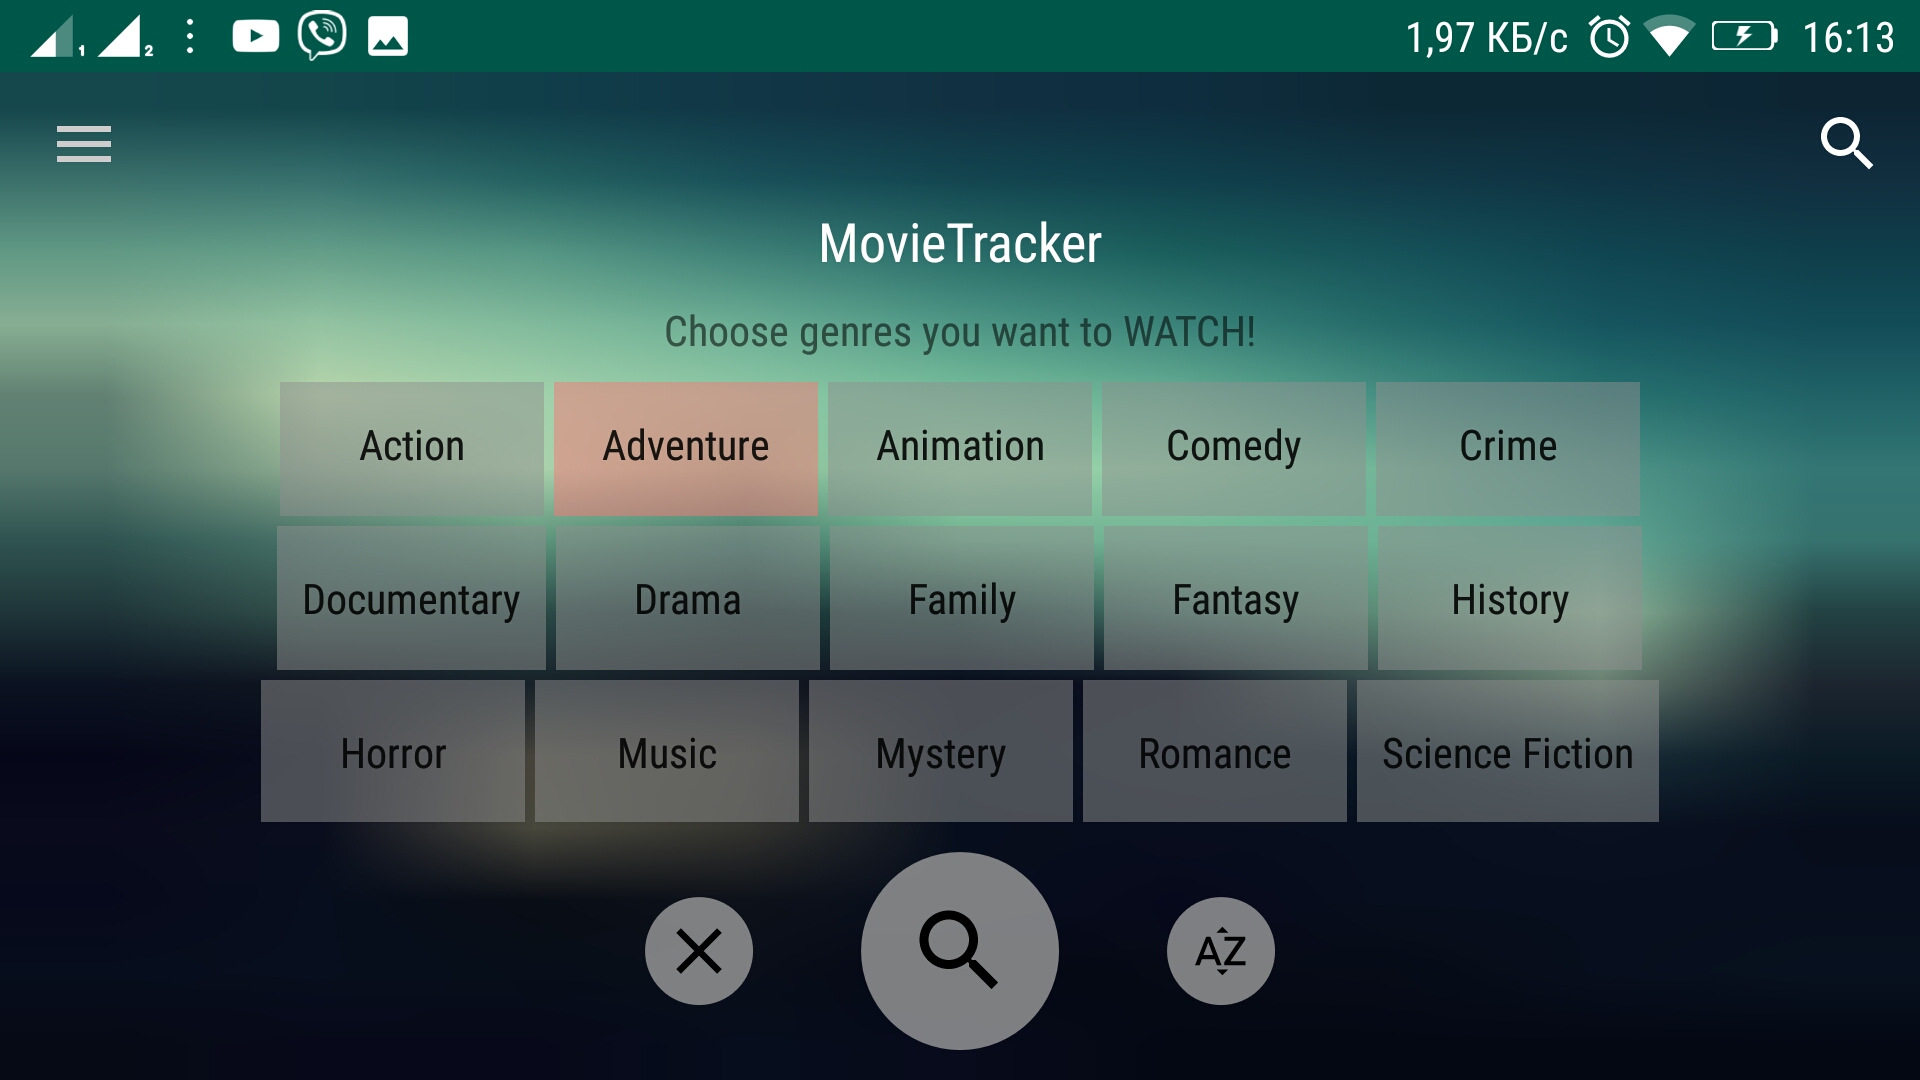 1 2 1,97 КБ/с 16:13
MovieTracker
Choose genres you want to WATCH!
Action Adventure Animation Comedy Crime
Documentary Drama Family Fantasy History
Horror Music Mystery Romance Science Fiction
AZ